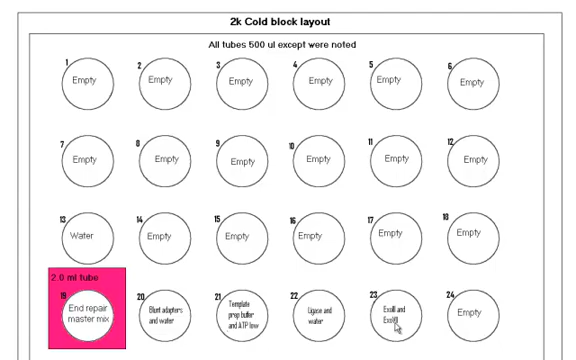 2k Cold block layout
All tubes 500 ul except were noted
1 2 3 4 5 6
Empty Empty Empty Empty Empty Empty
7 8 9 10 11 12
Empty Empty Empty Empty Empty Empty
13 14 15 16 17 18
Water Empty Empty Empty Empty Empty
2.0 ml tube
19 20 21 22 23 24
End repair
master mix
Blunt adapters
and water
Template
prep buffer
and ATP low
Ligase and
water
ExoIII and
Empty